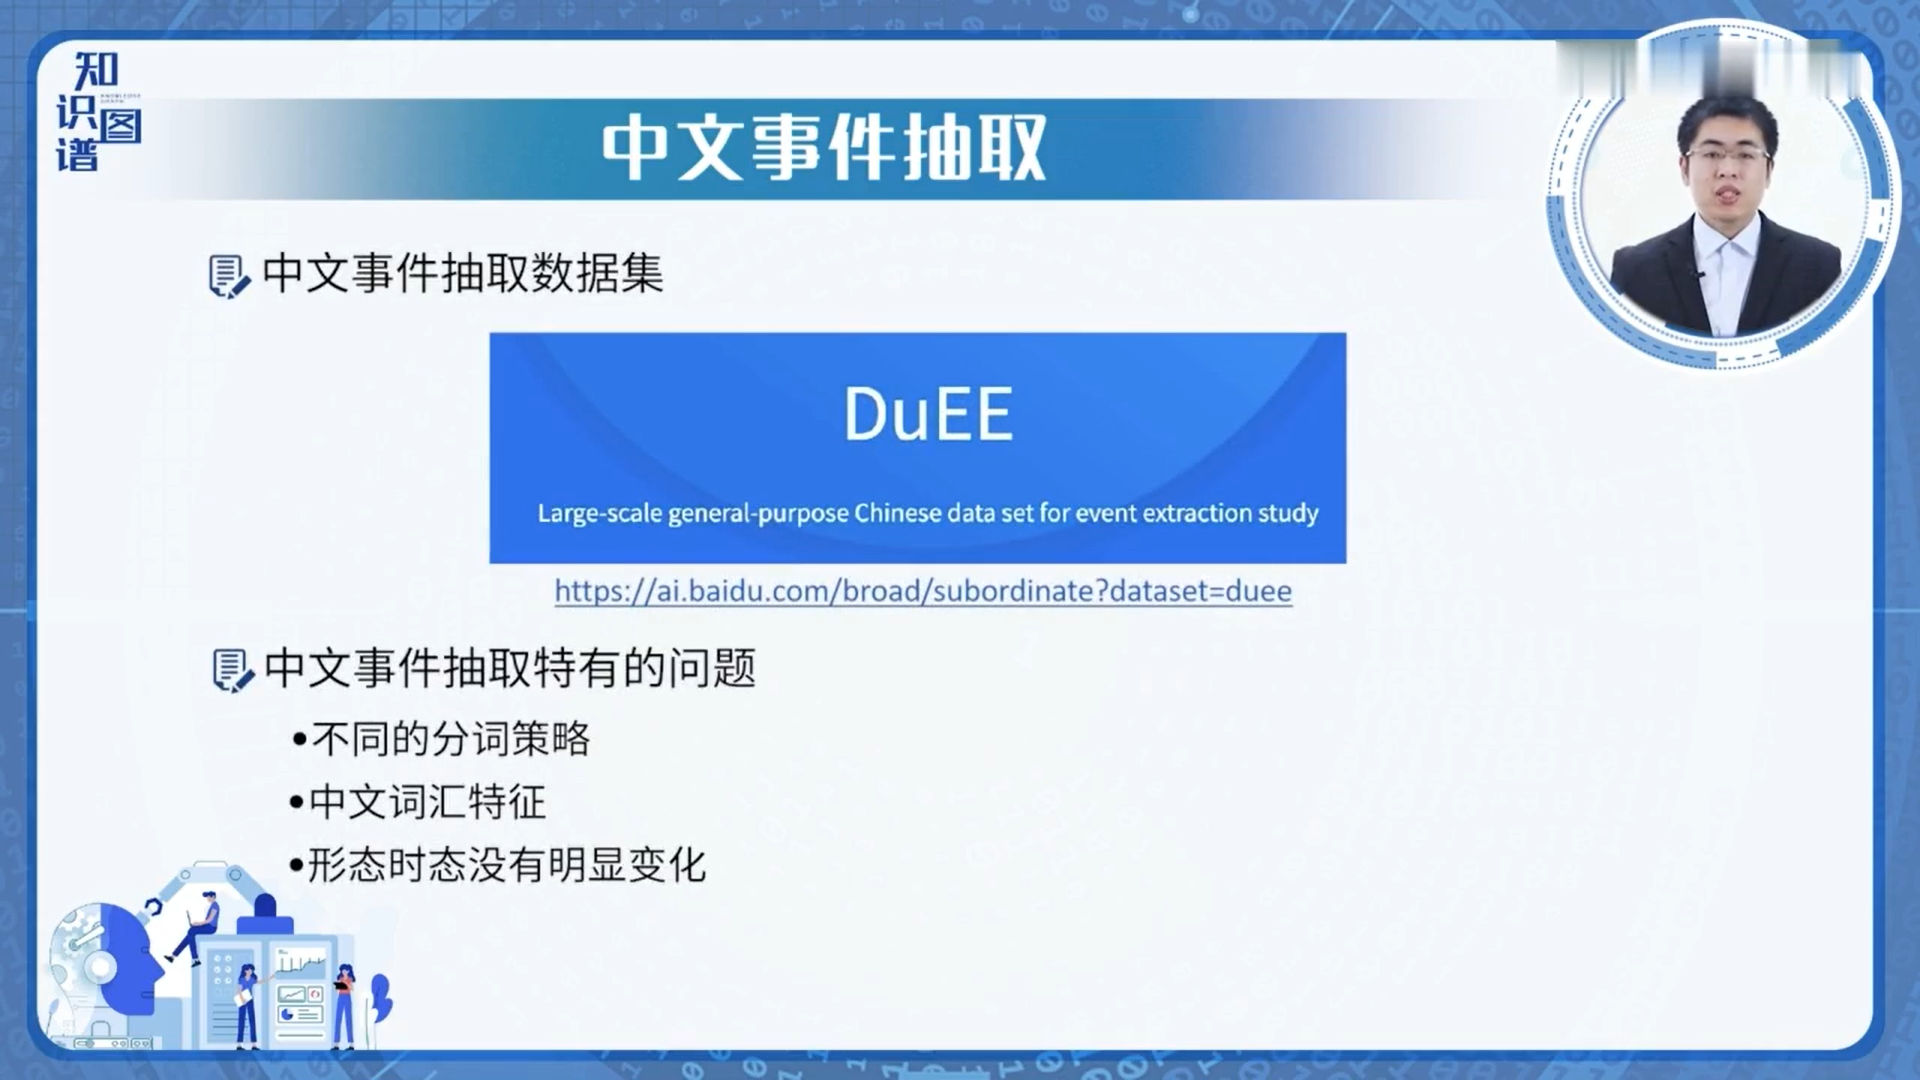 知
识图
谱
中文事件抽取
中文事件抽取数据集
DuEE
Large-scale general-purpose Chinese data set for event extraction study
https://ai.baidu.com/broad/subordinate?dataset=duee
中文事件抽取特有的问题
•不同的分词策略
•中文词汇特征
•形态时态没有明显变化